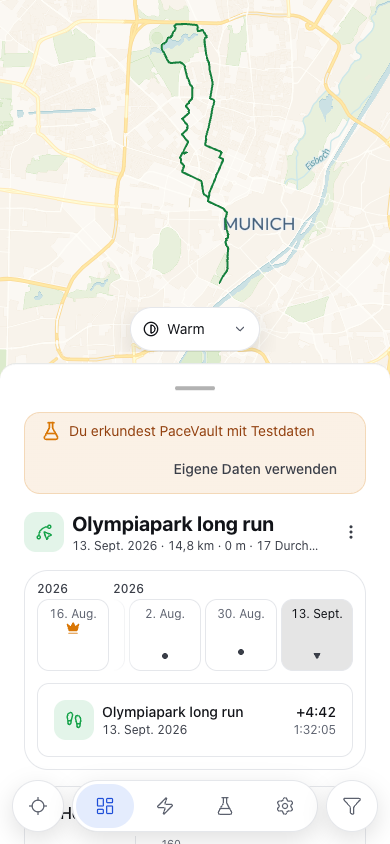 Eisbach
MUNICH
Warm
Du erkundest PaceVault mit Testdaten
Eigene Daten verwenden
Olympiapark long run
13. Sept. 2026 · 14,8 km · 0 m · 17 Durch…
2026 2026
16. Aug. 2. Aug. 30. Aug. 13. Sept.
Olympiapark long run +4:42
13. Sept. 2026 1:32:05